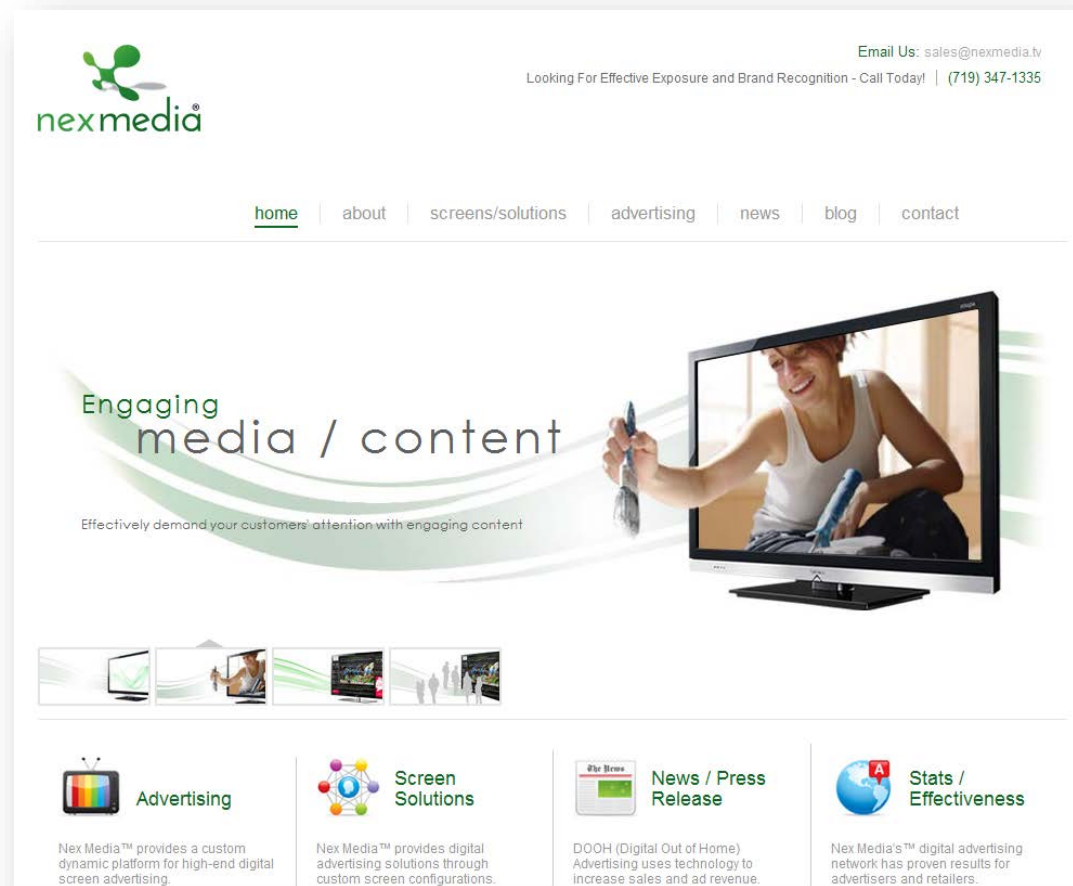 nexmedia®
Email Us: sales@nexmedia.tv
Looking For Effective Exposure and Brand Recognition - Call Today! | (719) 347-1335
home | about | screens/solutions | advertising | news | blog | contact
Engaging
media / content
Effectively demand your customers' attention with engaging content
Advertising
Nex Media™ provides a custom
dynamic platform for high-end digital
screen advertising.
Screen
Solutions
Nex Media™ provides digital
advertising solutions through
custom screen configurations.
The News
News / Press
Release
DOOH (Digital Out of Home)
Advertising uses technology to
increase sales and ad revenue.
A
Stats /
Effectiveness
Nex Media's™ digital advertising
network has proven results for
advertisers and retailers.